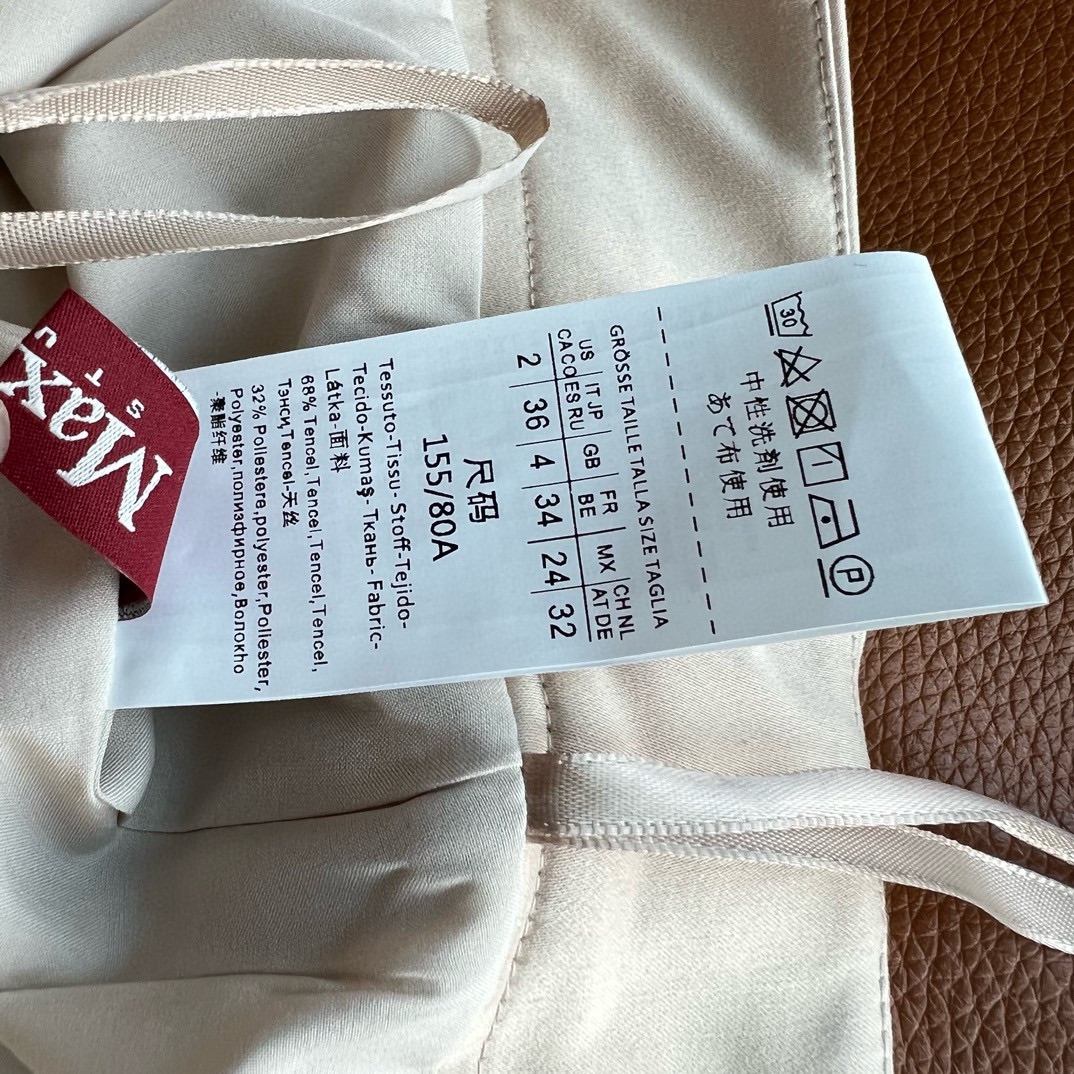 Max
30
中性洗剤使用
あて布使用
P
GRÖSSE TAILLE TALLA SIZE TAGLIA
US IT JP GB FR MX CH NL
CA CO ES RU BE AT DE
2 36 4 34 24 32
尺码
155/80A
Tessuto-Tissu- Stoff-Tejido-
Tecido-Kumaş- Ткань- Fabric-
Látka-面料
68% Tencel,Tencel,Tencel,Tencel,
Тэнси,Tencel-天丝
32% Poliestere,polyester,Poliester,
Polyester,полиэфирное,Волокho
-聚酯纤维